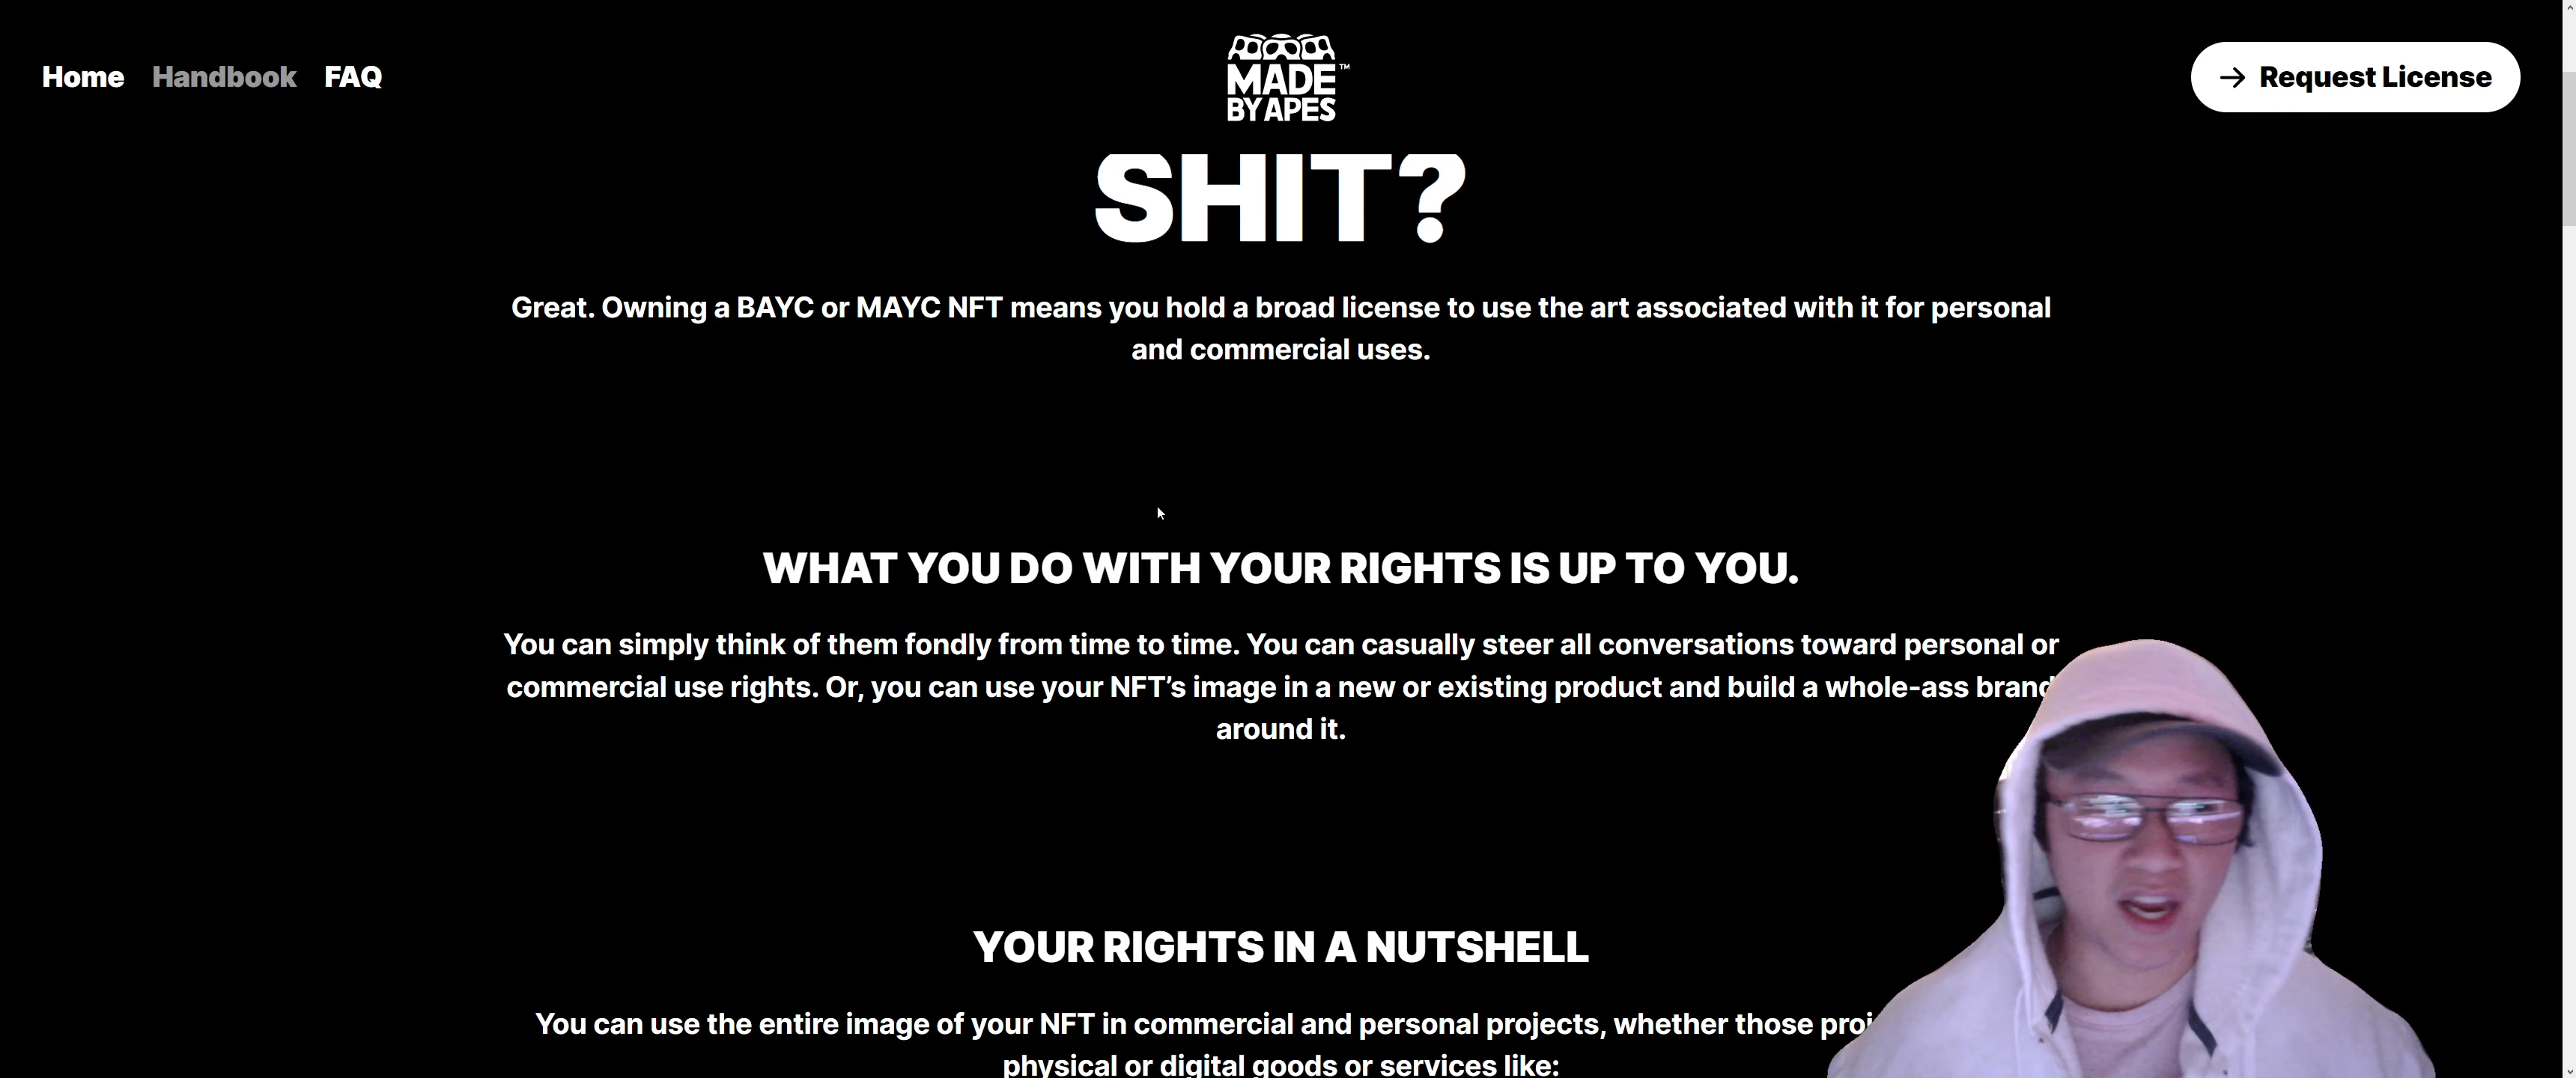 Home Handbook FAQ
MADE™
BY APES
→ Request License
SHIT?
Great. Owning a BAYC or MAYC NFT means you hold a broad license to use the art associated with it for personal
and commercial uses.
WHAT YOU DO WITH YOUR RIGHTS IS UP TO YOU.
You can simply think of them fondly from time to time. You can casually steer all conversations toward personal or
commercial use rights. Or, you can use your NFT’s image in a new or existing product and build a whole-ass brand
around it.
YOUR RIGHTS IN A NUTSHELL
You can use the entire image of your NFT in commercial and personal projects, whether those
physical or digital goods or services like: